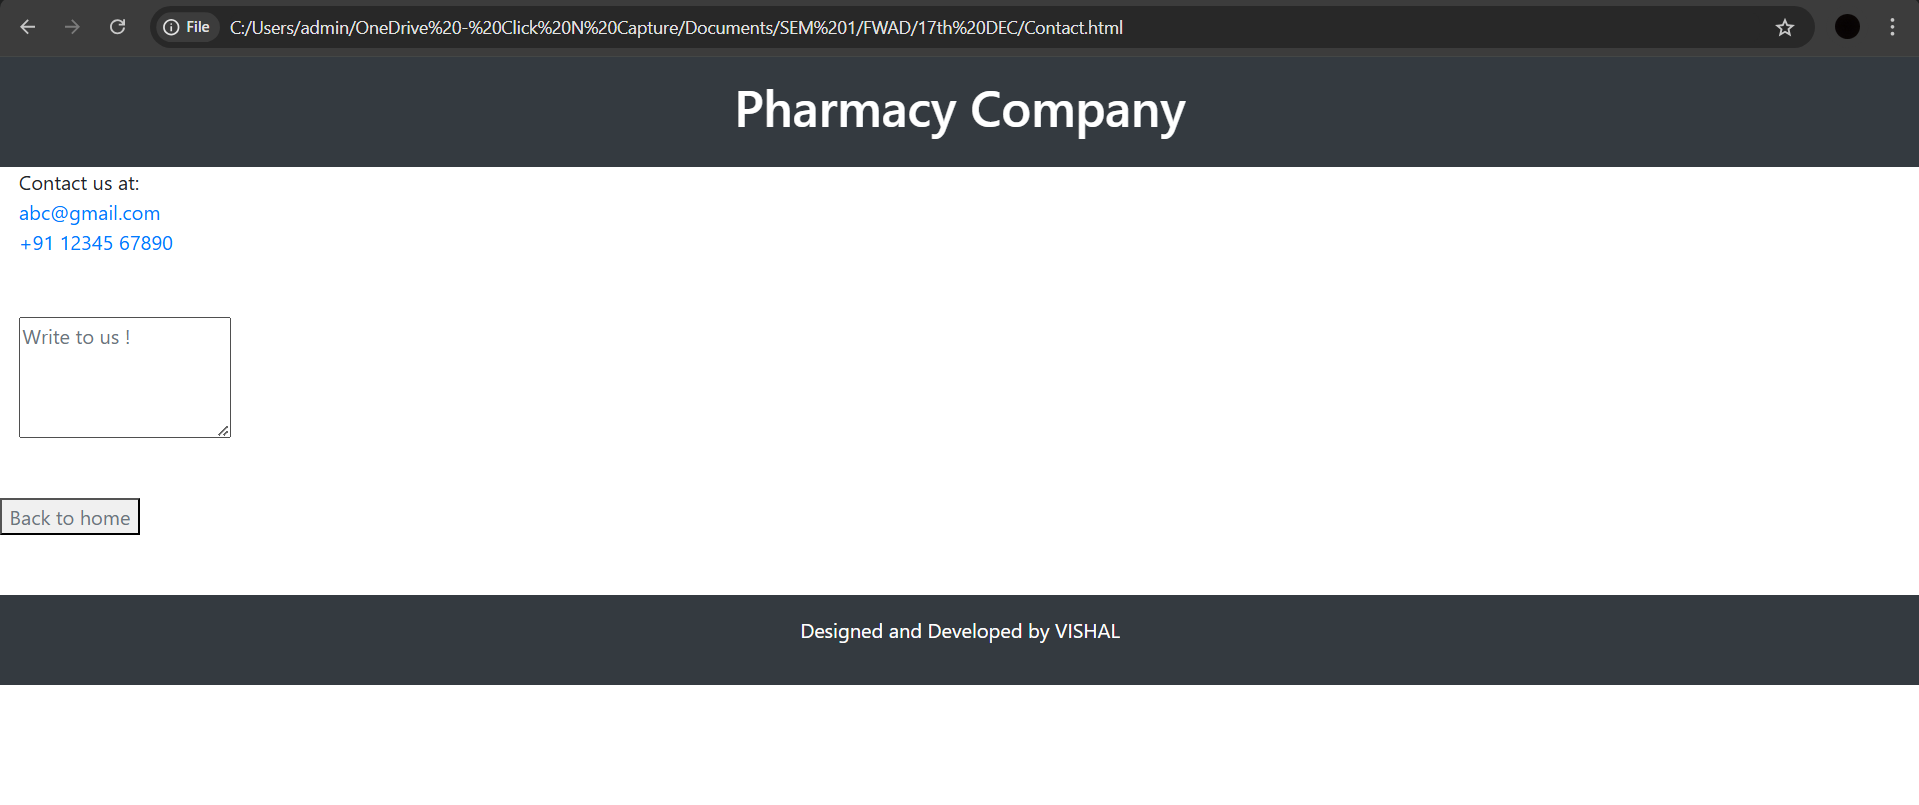 File C:/Users/admin/OneDrive%20-%20Click%20N%20Capture/Documents/SEM%201/FWAD/17th%20DEC/Contact.html
Pharmacy Company
Contact us at:
abc@gmail.com
+91 12345 67890
Write to us !
Back to home
Designed and Developed by VISHAL